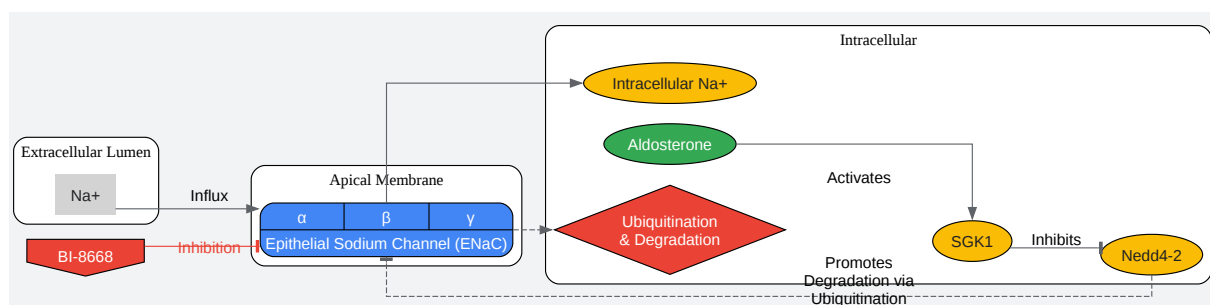 Intracellular
Intracellular Na+
Aldosterone
Extracellular Lumen
Na+
Influx
Apical Membrane
α β γ
Epithelial Sodium Channel (ENaC)
BI-8668
Inhibition
Ubiquitination
& Degradation
Activates
SGK1
Inhibits
Nedd4-2
Promotes
Degradation via
Ubiquitination